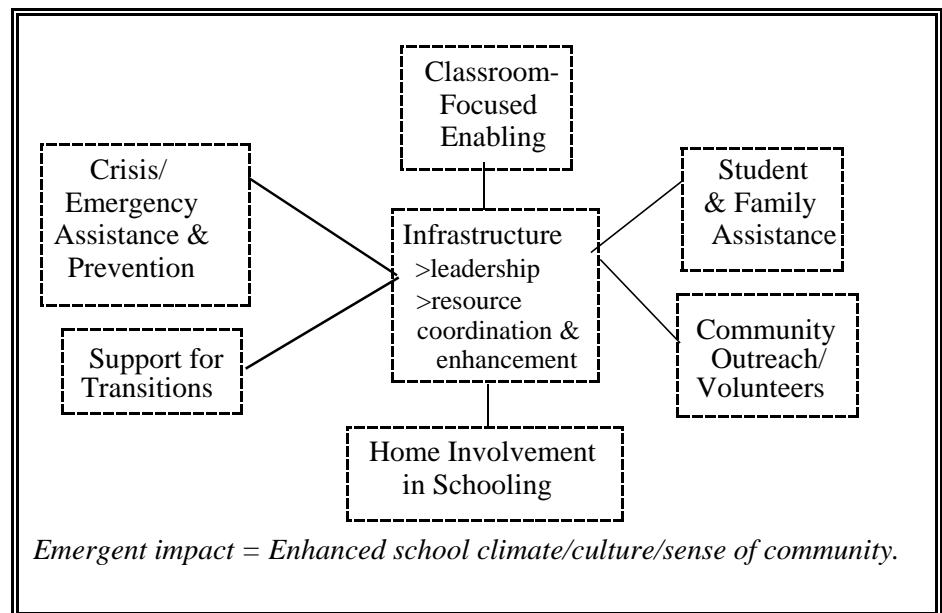 Classroom-
Focused
Enabling
Crisis/
Emergency
Assistance &
Prevention
Student
& Family
Assistance
Infrastructure
>leadership
>resource
coordination &
enhancement
Support for
Transitions
Community
Outreach/
Volunteers
Home Involvement
in Schooling
Emergent impact = Enhanced school climate/culture/sense of community.